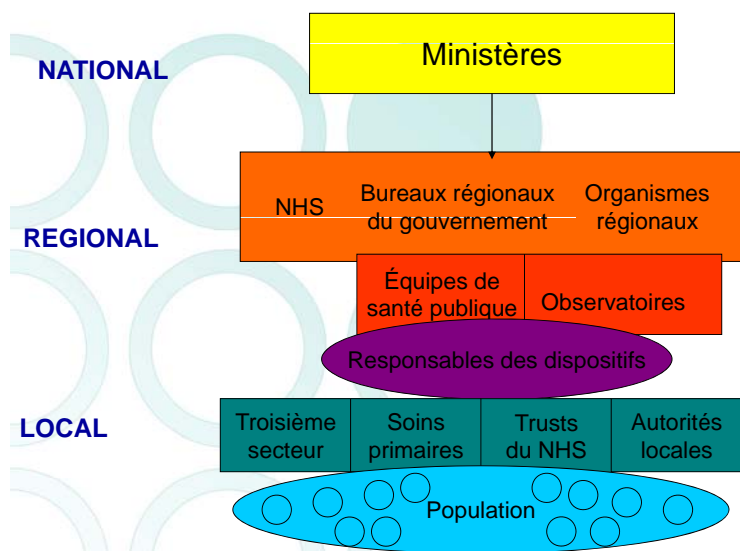 NATIONAL
Ministères
REGIONAL
NHS
Bureaux régionaux
du gouvernement
Organismes
régionaux
Équipes de
santé publique
Observatoires
Responsables des dispositifs
LOCAL
Troisième
secteur
Soins
primaires
Trusts
du NHS
Autorités
locales
Population